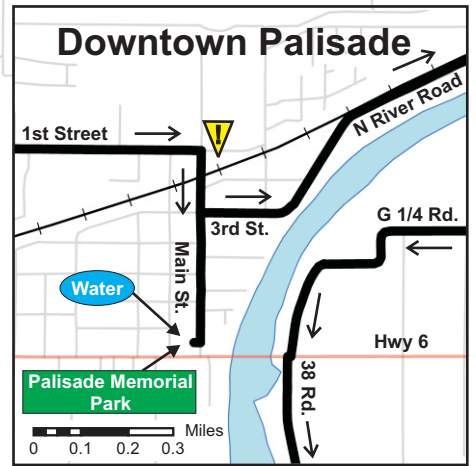 Downtown Palisade
N River Road
1st Street
!
3rd St.
G 1/4 Rd.
Main St.
Water
Hwy 6
38 Rd.
Palisade Memorial
Park
Miles
0 0.1 0.2 0.3